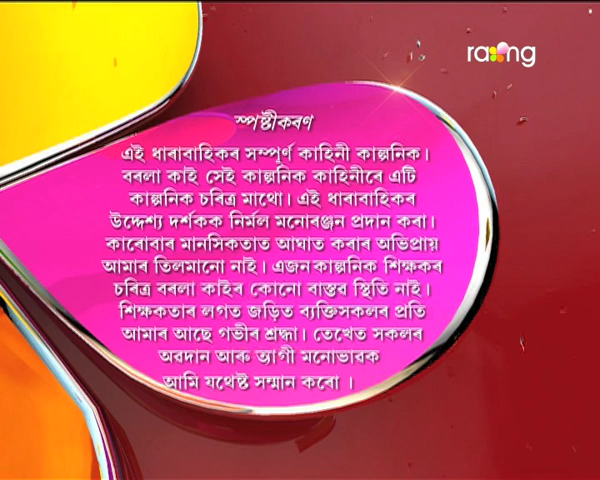 rang
স্পষ্টীকৰণ
এই ধাৰাবাহিকৰ সম্পূৰ্ণ কাহিনী কাল্পনিক।
বৰলা কাই সেই কাল্পনিক কাহিনীৰে এটি
কাল্পনিক চৰিত্ৰ মাথো। এই ধাৰাবাহিকৰ
উদ্দেশ্য দৰ্শকক নিৰ্মল মনোৰঞ্জন প্ৰদান কৰা।
কাৰোবাৰ মানসিকতাত আঘাত কৰাৰ অভিপ্ৰায়
আমাৰ তিলমানো নাই। এজন কাল্পনিক শিক্ষকৰ
চৰিত্ৰ বৰলা কাইৰ কোনো বাস্তৱ স্থিতি নাই।
শিক্ষকতাৰ লগত জড়িত ব্যক্তিসকলৰ প্ৰতি
আমাৰ আছে গভীৰ শ্ৰদ্ধা। তেখেত সকলৰ
অৱদান আৰু ত্যাগী মনোভাৱক
আমি যথেষ্ট সন্মান কৰো ।